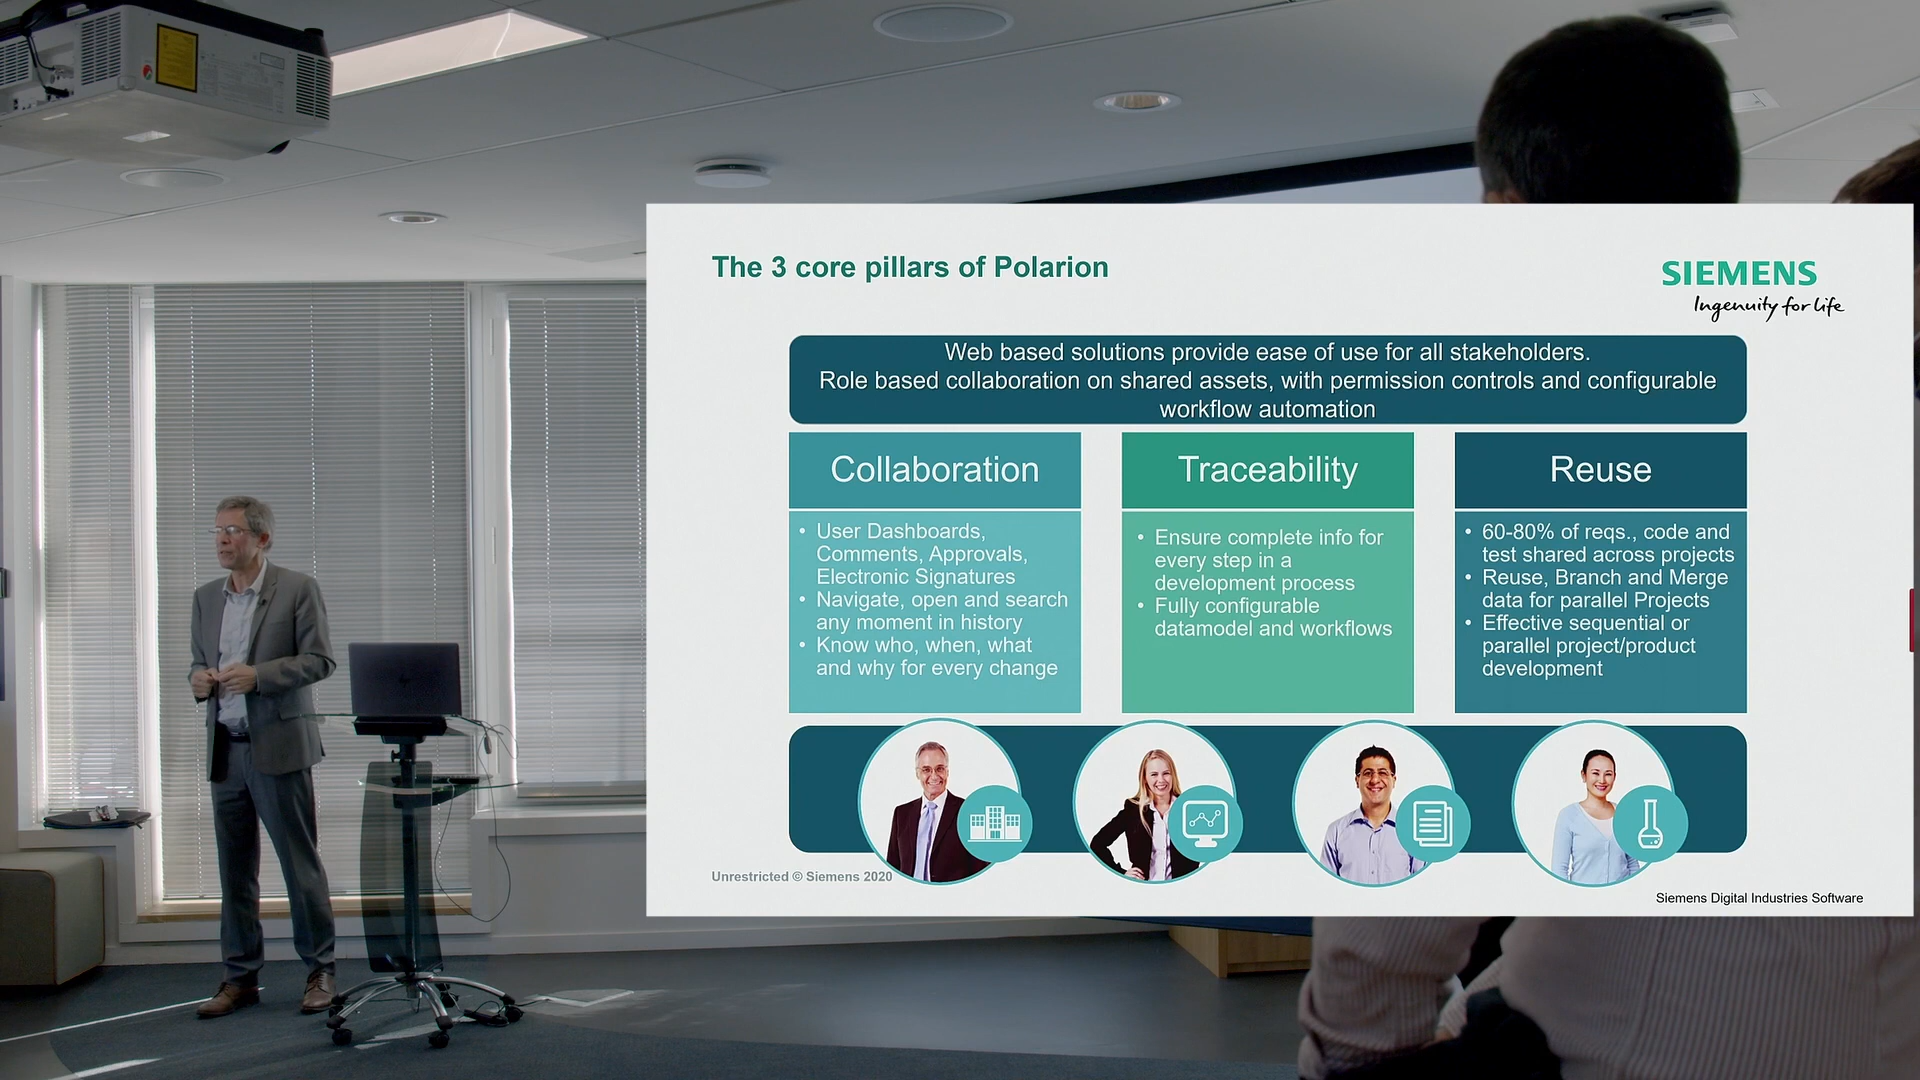 The 3 core pillars of Polarion
SIEMENS
Ingenuity for life
Web based solutions provide ease of use for all stakeholders.
Role based collaboration on shared assets, with permission controls and configurable
workflow automation
Collaboration
• User Dashboards,
Comments, Approvals,
Electronic Signatures
• Navigate, open and search
any moment in history
• Know who, when, what
and why for every change
Traceability
• Ensure complete info for
every step in a
development process
• Fully configurable
datamodel and workflows
Reuse
• 60-80% of reqs., code and
test shared across projects
• Reuse, Branch and Merge
data for parallel Projects
• Effective sequential or
parallel project/product
development
Unrestricted © Siemens 2020
Siemens Digital Industries Software